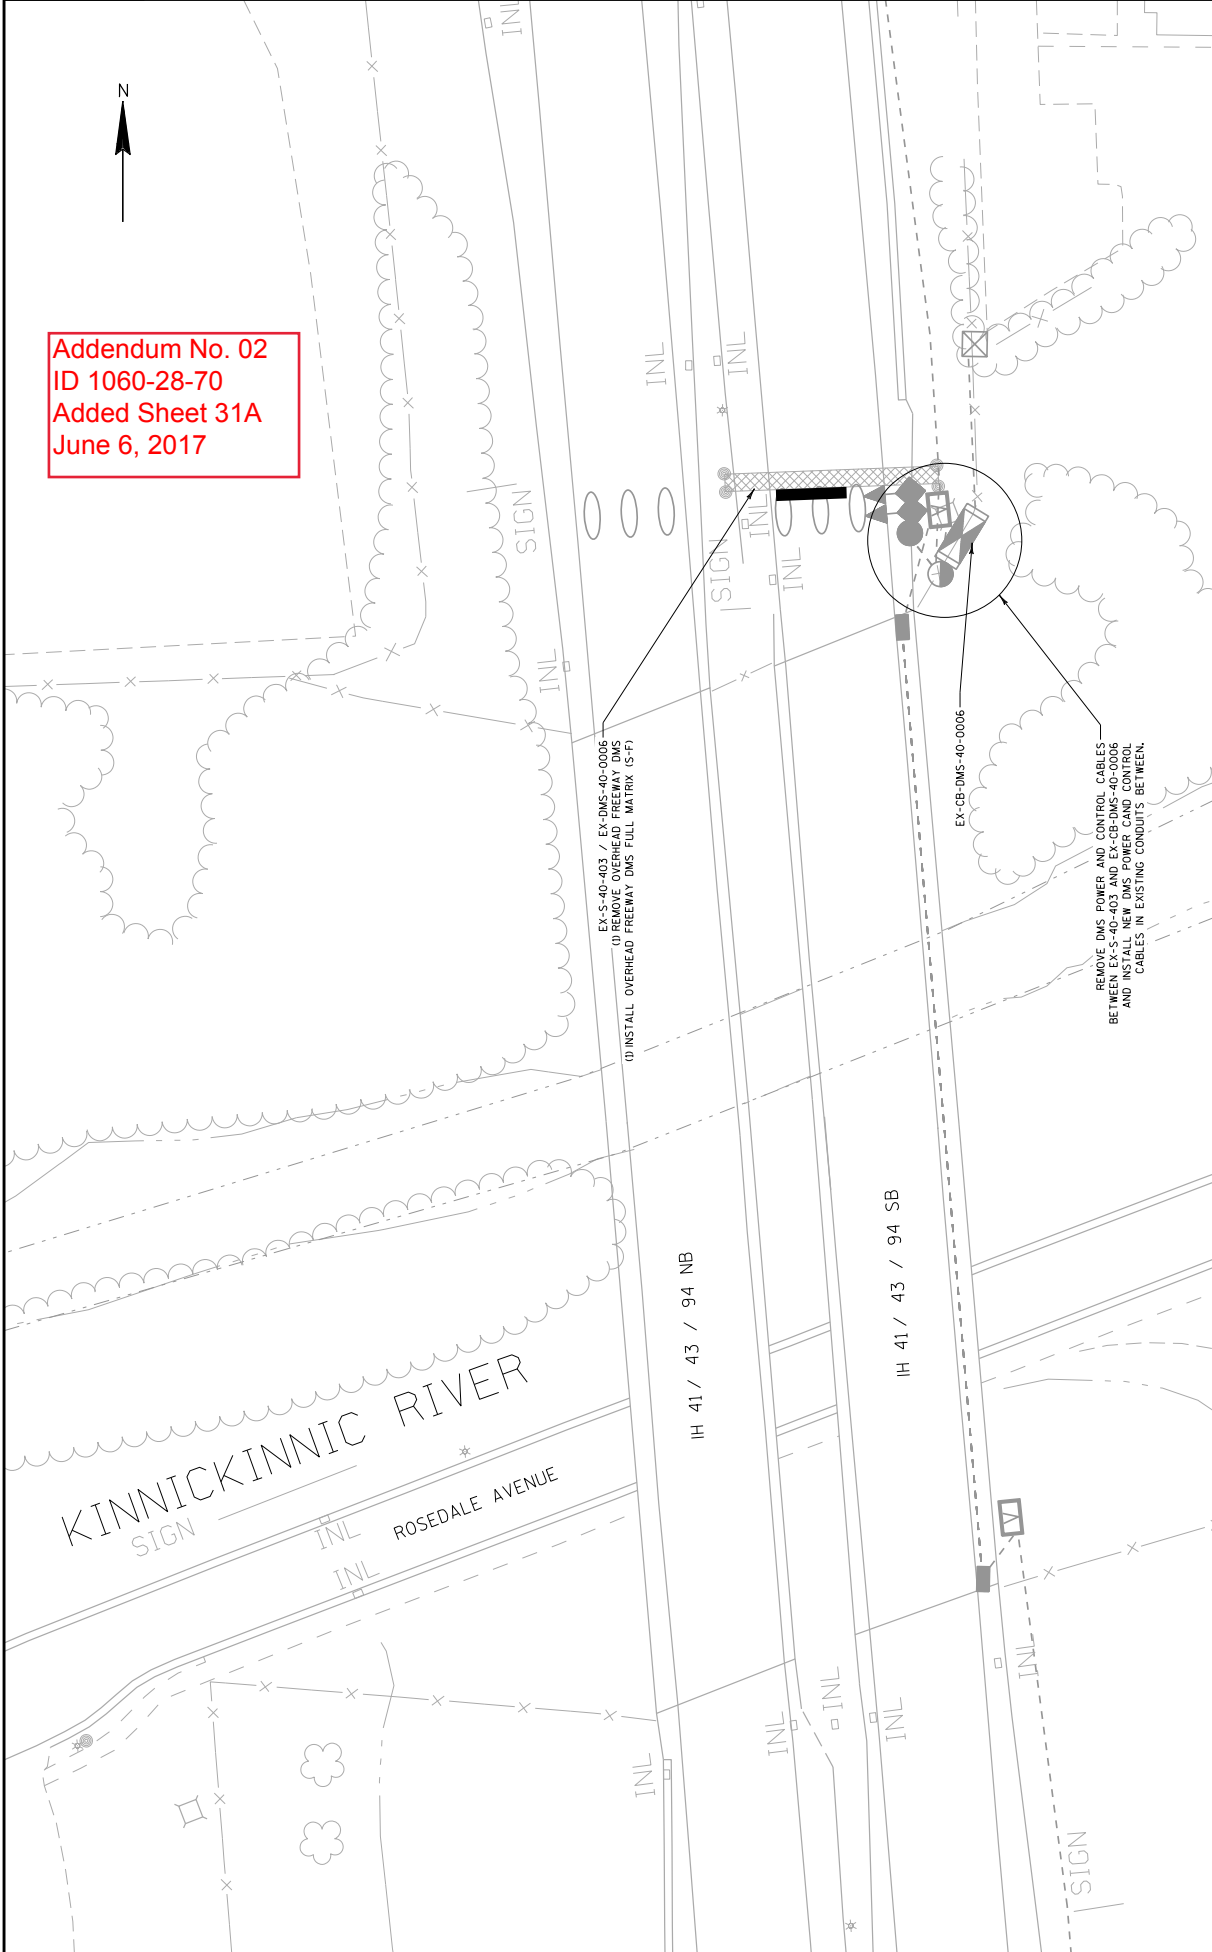 N
Addendum No. 02
ID 1060-28-70
Added Sheet 31A
June 6, 2017
INL
INL
INL
SIGN
INL
SIGN
INL
INL
EX-S-40-403 / EX-DMS-40-0006
(1) REMOVE OVERHEAD FREEWAY DMS
(1) INSTALL OVERHEAD FREEWAY DMS FULL MATRIX (S-F)
EX-CB-DMS-40-0006
REMOVE DMS POWER AND CONTROL CABLES
BETWEEN EX-S-40-403 AND EX-CB-DMS-40-0006
AND INSTALL NEW DMS POWER CAND CONTROL
CABLES IN EXISTING CONDUITS BETWEEN.
V
IH 41 / 43 / 94 NB
IH 41 / 43 / 94 SB
KINNICKINNIC RIVER
SIGN
INL
ROSEDALE AVENUE
INL
V
INL
INL
INL
INL
INL
SIGN